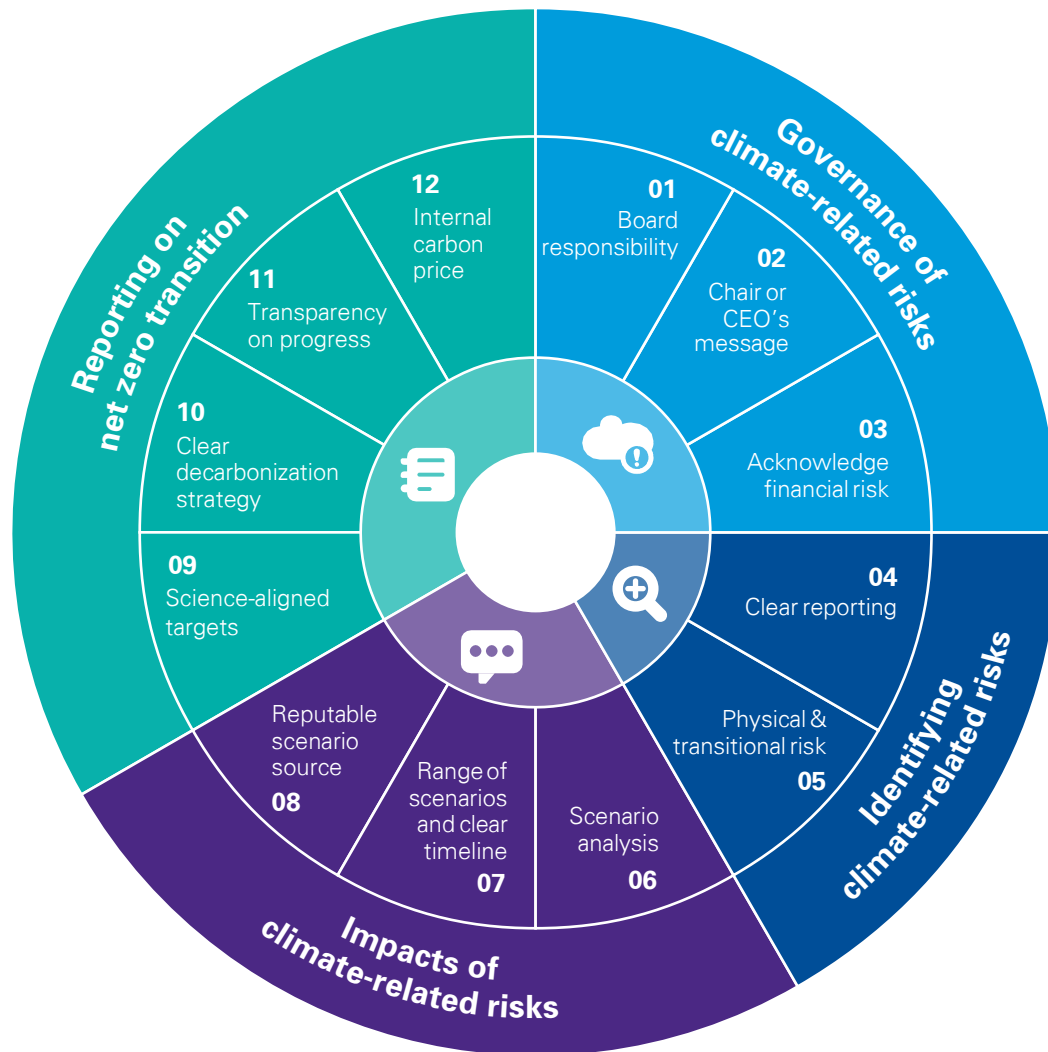 Governance of
climate-related risks
01
Board
responsibility
02
Chair or
CEO's
message
03
Acknowledge
financial risk
Identifying
climate-related risks
04
Clear reporting
Physical &
transitional risk
05
Impacts of
climate-related risks
Scenario
analysis
06
Range of
scenarios
and clear
timeline
07
Reputable
scenario
source
08
Reporting on
net zero transition
09
Science-aligned
targets
10
Clear
decarbonization
strategy
11
Transparency
on progress
12
Internal
carbon
price